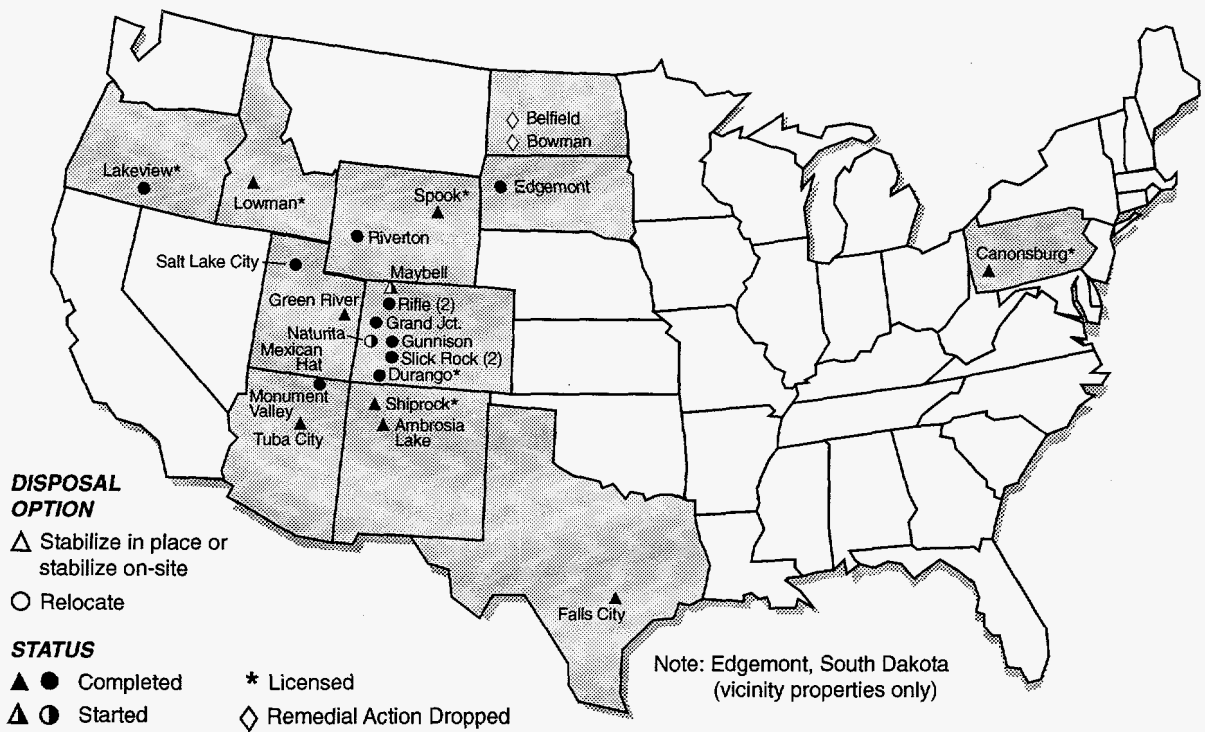 Belfield
Bowman
Lakeview*
Lowman*
Spook*
Edgemont
Riverton
Canonsburg*
Salt Lake City
Maybell
Green River
Rifle (2)
Grand Jct.
Naturita
Gunnison
Mexican
Hat
Slick Rock (2)
Durango*
Monument
Valley
Shiprock*
Tuba City
Ambrosia
Lake
Falls City
DISPOSAL
OPTION
Stabilize in place or
stabilize on-site
Relocate
STATUS
Completed
* Licensed
Started
Remedial Action Dropped
Note: Edgemont, South Dakota
(vicinity properties only)